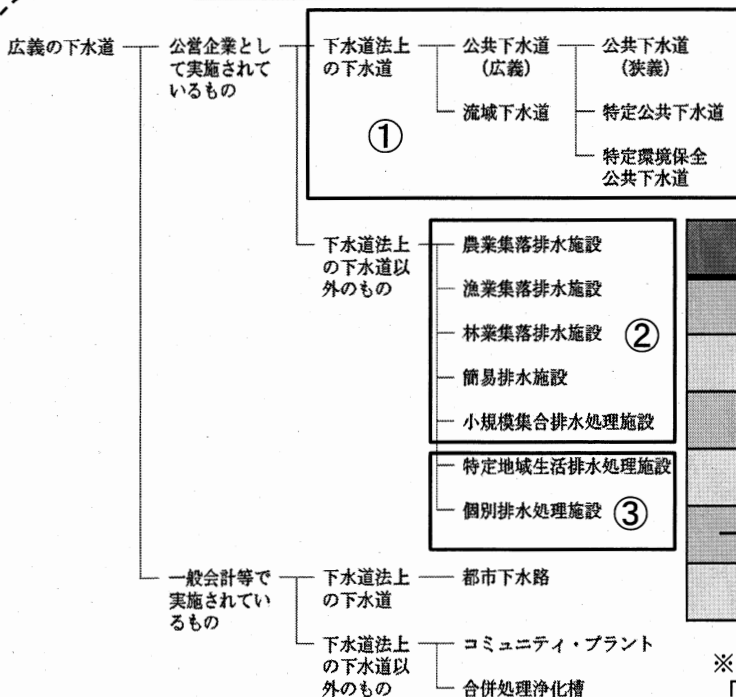 広義の下水道
公営企業とし
て実施されて
いるもの
下水道法上
の下水道
公共下水道
(広義)
公共下水道
(狭義)
流域下水道
特定公共下水道
特定環境保全
公共下水道
①
下水道法上
の下水道以
外のもの
農業集落排水施設
漁業集落排水施設
林業集落排水施設
②
簡易排水施設
小規模集合排水処理施設
特定地域生活排水処理施設
個別排水処理施設
③
一般会計等で
実施されてい
るもの
下水道法上
の下水道
都市下水路
下水道法上
の下水道以
外のもの
コミュニティ・プラント
合併処理浄化槽
※
「